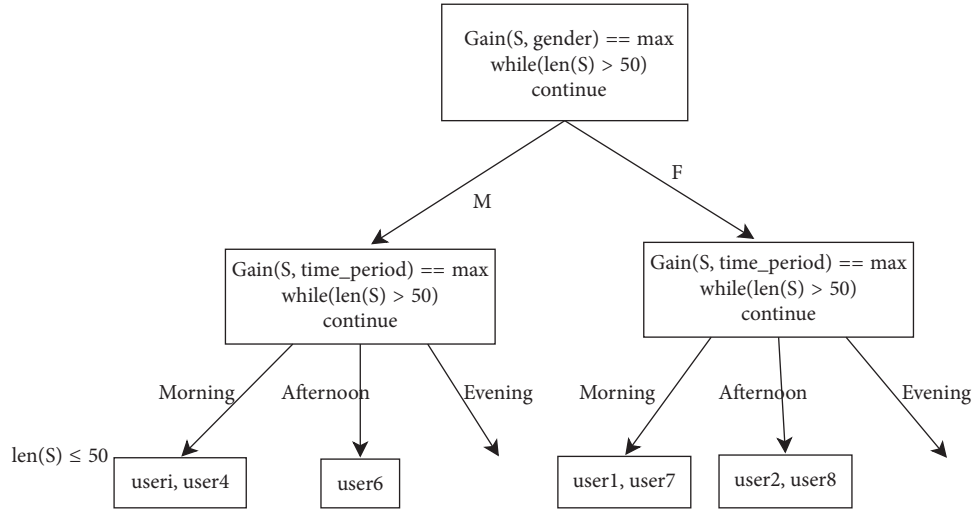 Gain(S, gender) == max
while(len(S) > 50)
continue
M
F
Gain(S, time_period) == max
while(len(S) > 50)
continue
Gain(S, time_period) == max
while(len(S) > 50)
continue
Morning
Afternoon
Evening
Morning
Afternoon
Evening
len(S) ≤ 50
useri, user4
user6
user1, user7
user2, user8